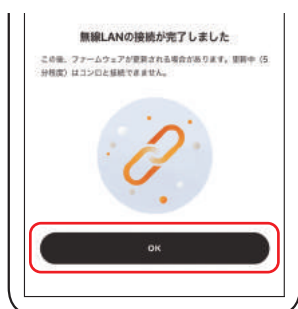 無線LANの接続が完了しました
この後、ファームウェアが更新される場合があります。更新中（5
分程度）はコンロと接続できません。
OK